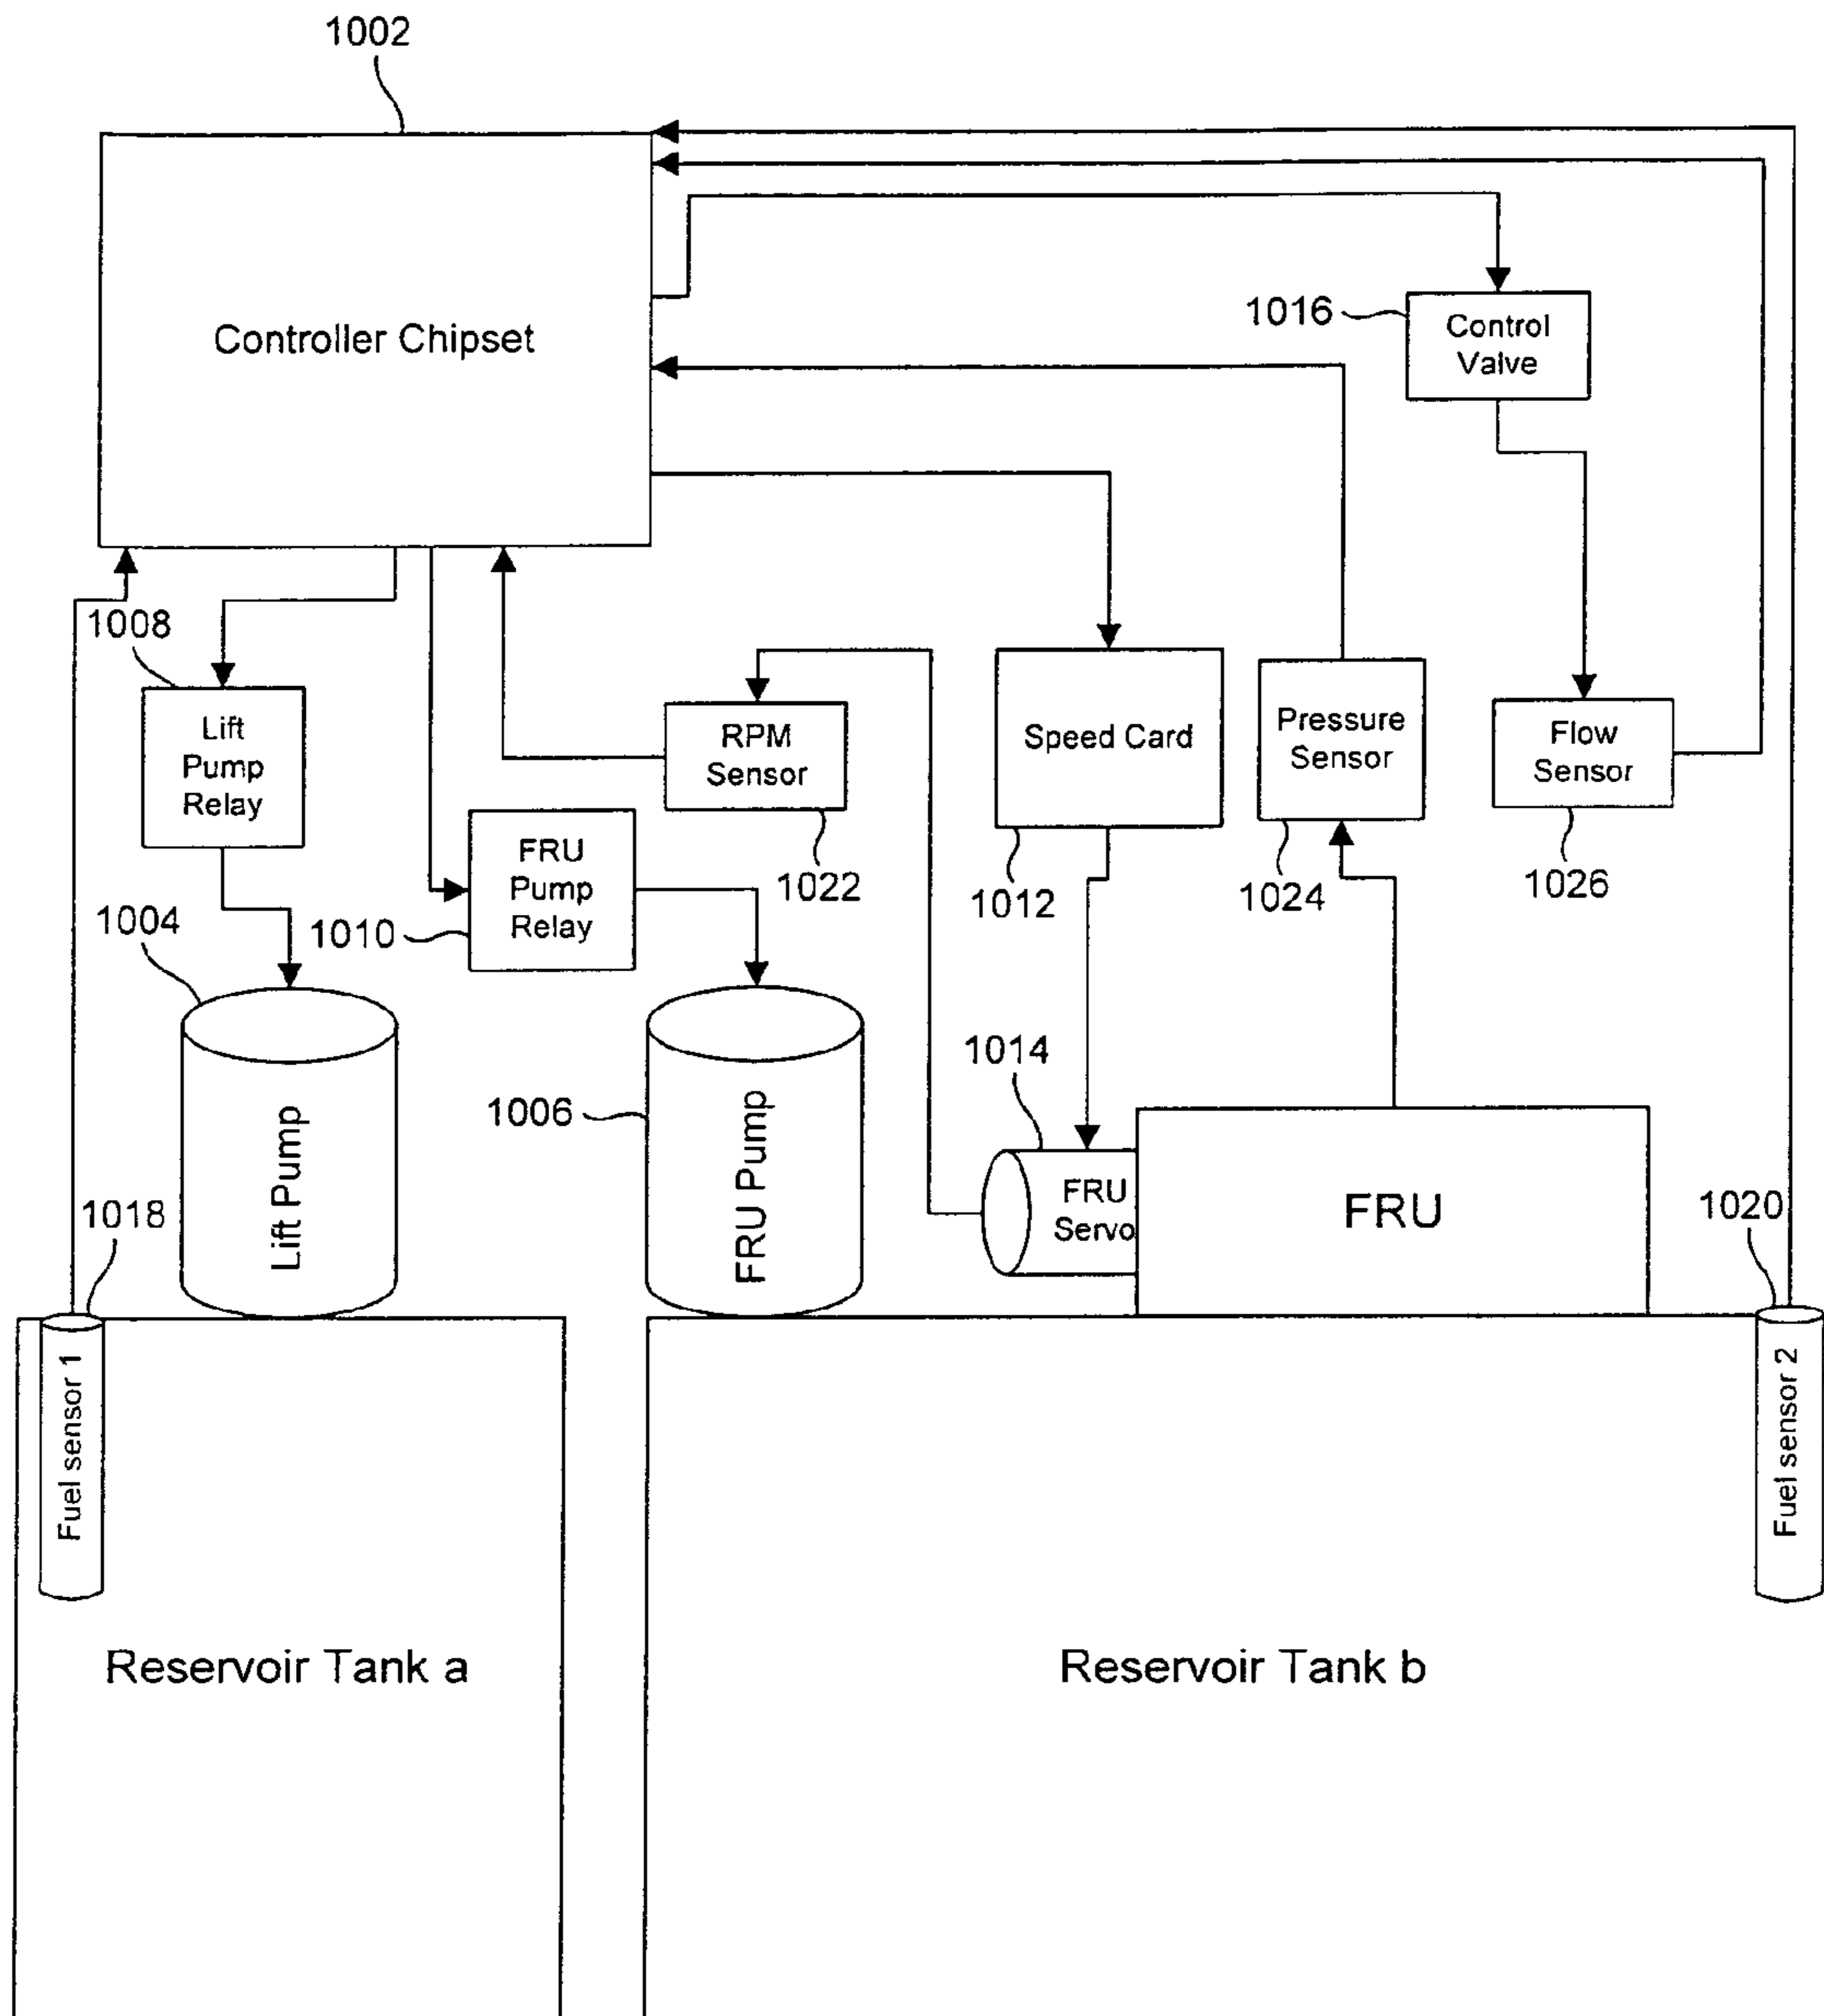 1002
Controller Chipset
1016
Control
Valve
1008
Lift
Pump
Relay
RPM
Sensor
1022
Speed Card
1012
Pressure
Sensor
1024
Flow
Sensor
1026
FRU
Pump
Relay
1010
1004
Lift Pump
1006
FRU Pump
1014
FRU
Servo
FRU
1018
1020
Fuel sensor 1
Fuel sensor 2
Reservoir Tank a
Reservoir Tank b